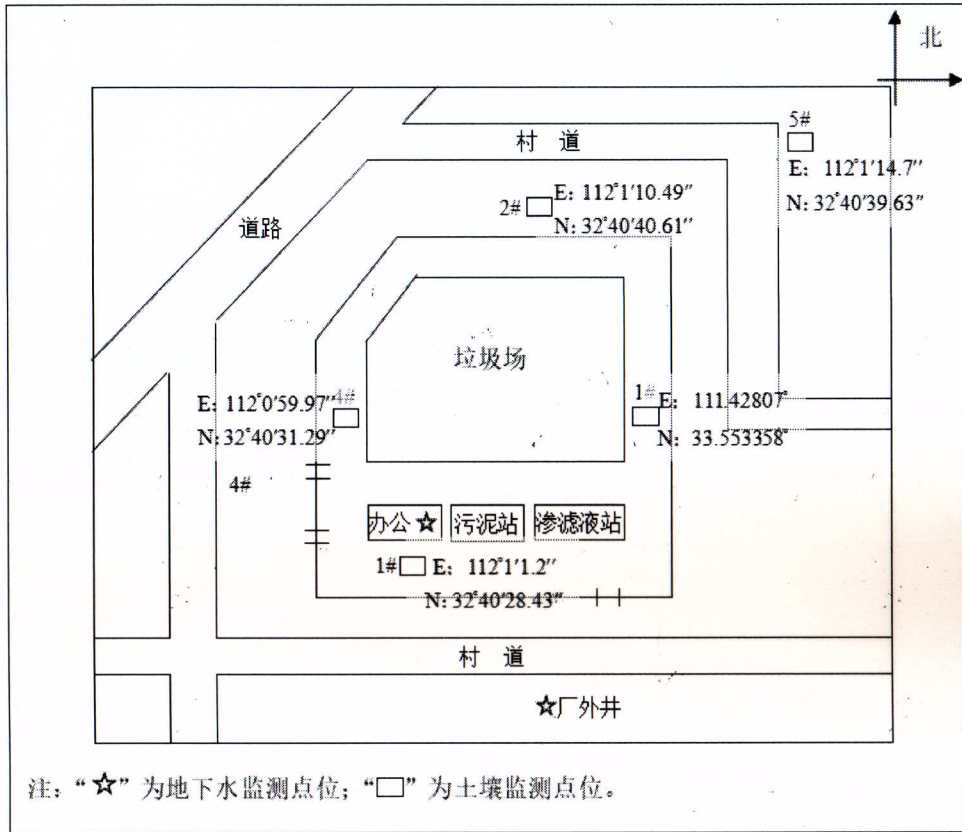 北
5#
村 道
E: 112°1'14.7"
N: 32°40'39.63"
E: 112°1'10.49"
2#
N: 32°40'40.61"
道路
垃圾场
E: 112°0'59.97"
4#
N: 32°40'31.29"
1#
E: 111.42807°
N: 33.553358°
4#
办公☆
污泥站
渗滤液站
1#
E: 112°1'1.2"
N: 32°40'28.43"
村 道
☆厂外井
注:“☆”为地下水监测点位;“□”为土壤监测点位。